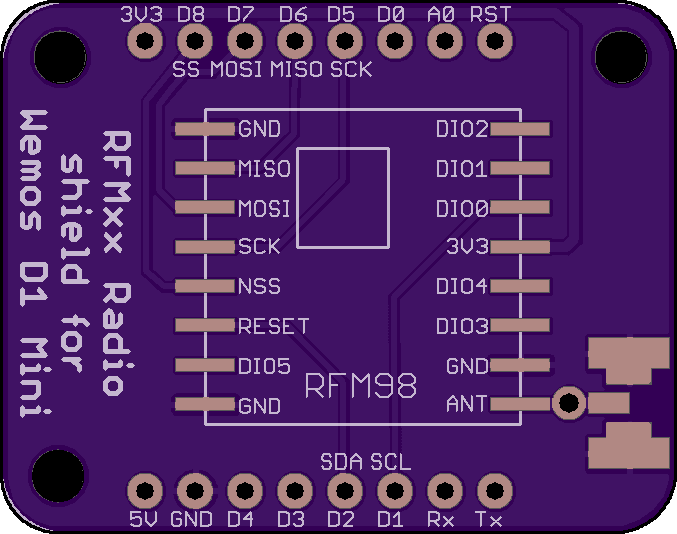 3V3 D8 D7 D6 D5 D0 A0 RST
SS MOSI MISO SCK
RFMxx Radio
shield for
Wemos D1 Mini
GND DIO2
MISO DIO1
MOSI DIO0
SCK 3V3
NSS DIO4
RESET DIO3
DIO5 GND
GND ANT
RFM98
SDA SCL
5V GND D4 D3 D2 D1 Rx Tx